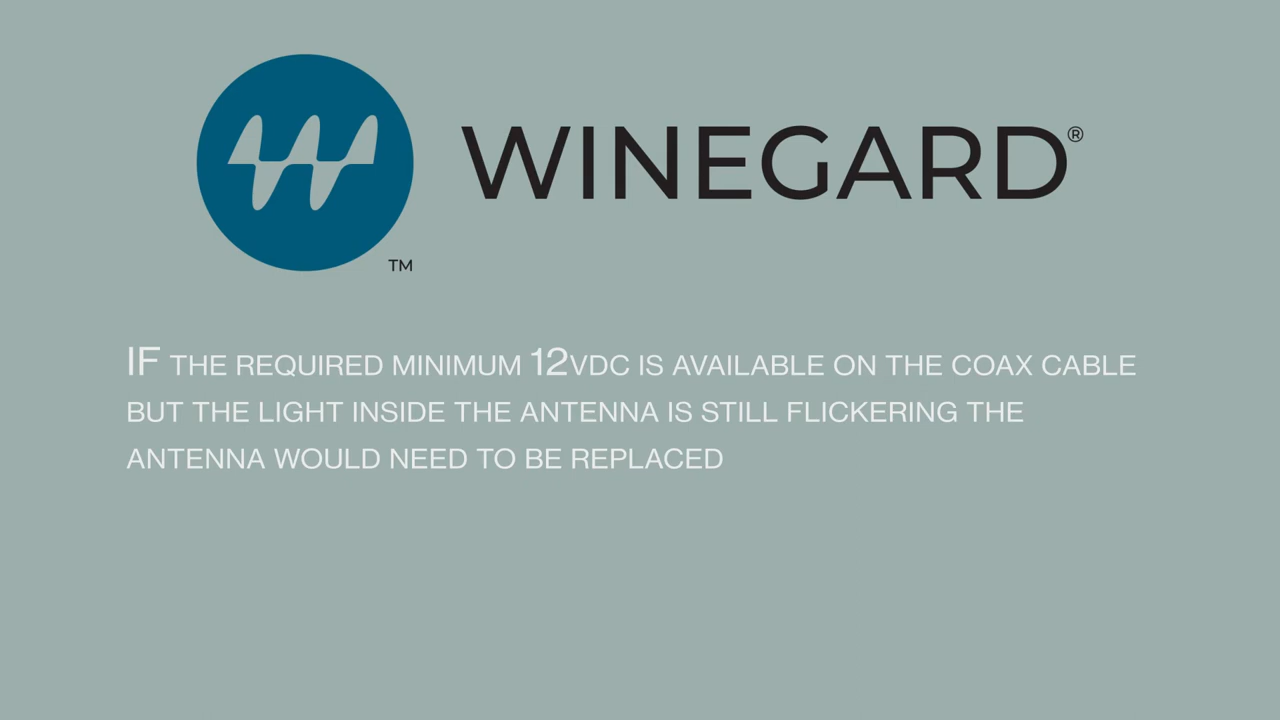 WINEGARD®
TM
IF THE REQUIRED MINIMUM 12VDC IS AVAILABLE ON THE COAX CABLE
BUT THE LIGHT INSIDE THE ANTENNA IS STILL FLICKERING THE
ANTENNA WOULD NEED TO BE REPLACED